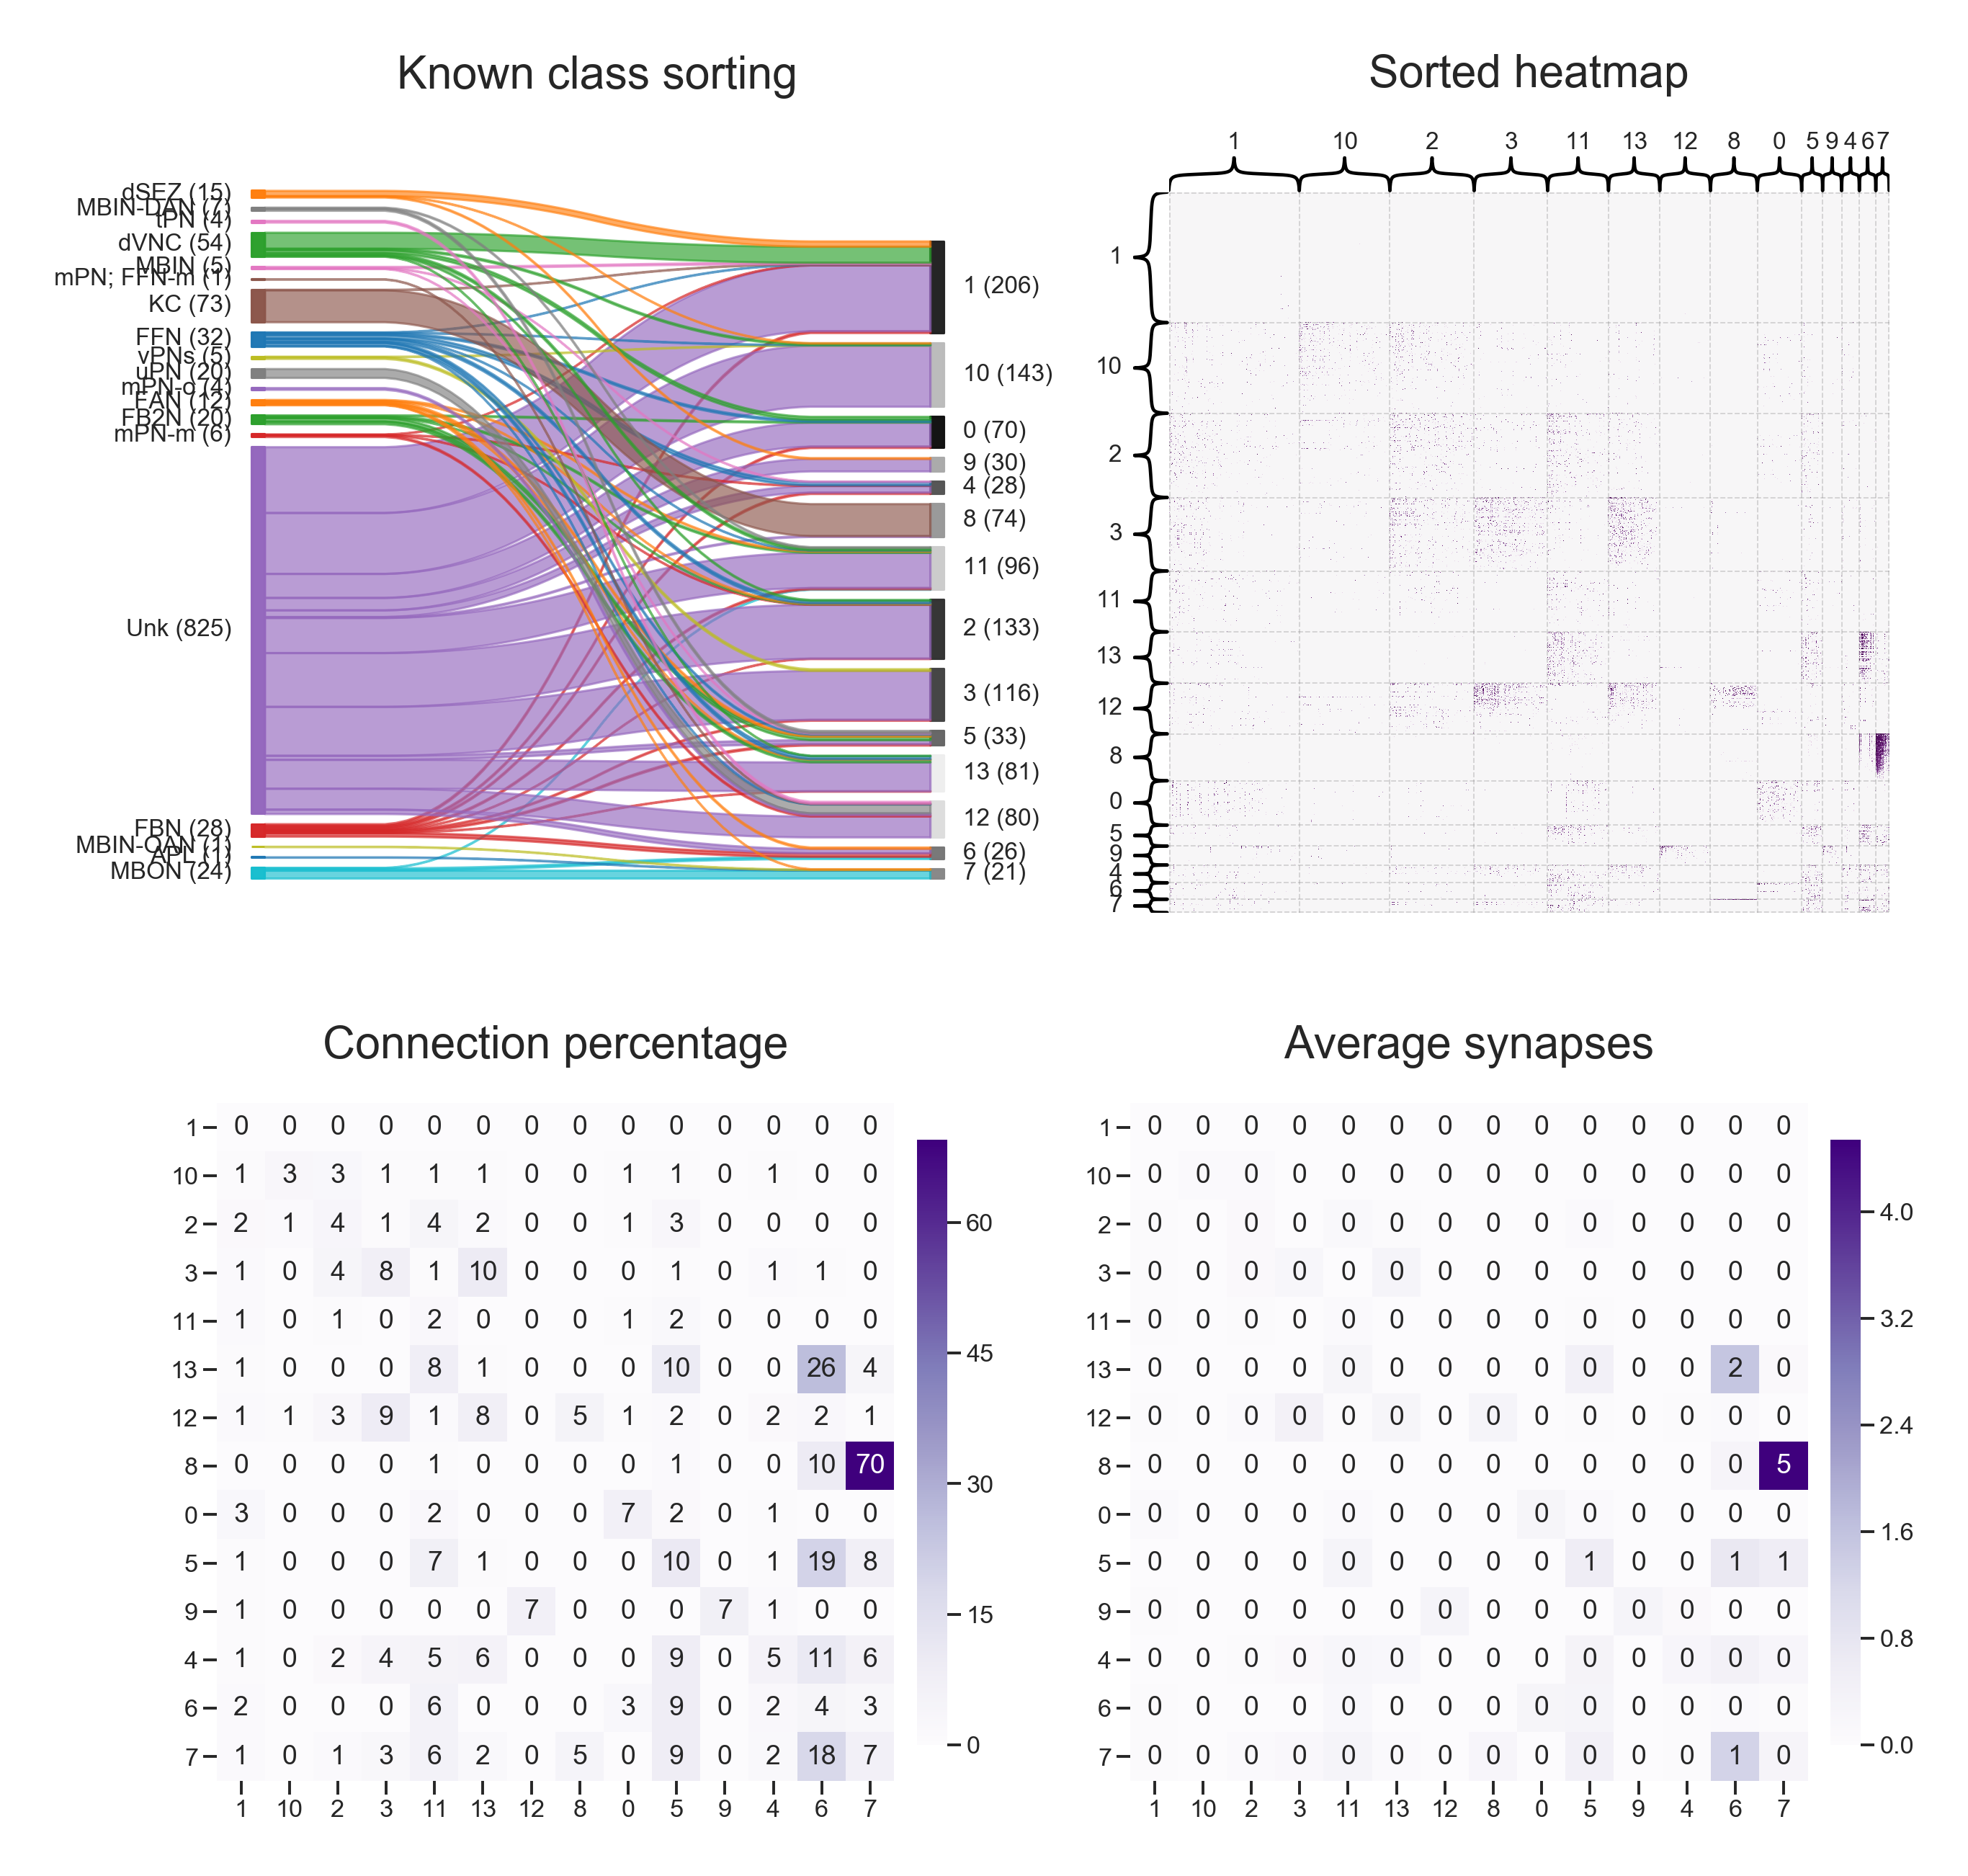 Known class sorting
dSEZ (15)
MBIN-DAN (7)
tPN (4)
dVNC (54)
MBIN (5)
mPN; FFN-m (1)
KC (73)
FFN (32)
vPNs (5)
uPN (20)
mPN-o (4)
FAN (12)
FB2N (20)
mPN-m (6)
Unk (825)
FBN (28)
MBIN-OAN (1)
APL (1)
MBON (24)
1 (206)
10 (143)
0 (70)
9 (30)
4 (28)
8 (74)
11 (96)
2 (133)
3 (116)
5 (33)
13 (81)
12 (80)
6 (26)
7 (21)
Sorted heatmap
1 10 2 3 11 13 12 8 0 5 9 4 6 7
1
10
2
3
11
13
12
8
0
5
9
4
6
7
Connection percentage
1 0 0 0 0 0 0 0 0 0 0 0 0 0 0
10 1 3 3 1 1 1 0 0 1 1 0 1 0 0
2 2 1 4 1 4 2 0 0 1 3 0 0 0 0
3 1 0 4 8 1 10 0 0 0 1 0 1 1 0
11 1 0 1 0 2 0 0 0 1 2 0 0 0 0
13 1 0 0 0 8 1 0 0 0 10 0 0 26 4
12 1 1 3 9 1 8 0 5 1 2 0 2 2 1
8 0 0 0 0 1 0 0 0 0 1 0 0 10 70
0 3 0 0 0 2 0 0 0 7 2 0 1 0 0
5 1 0 0 0 7 1 0 0 0 10 0 1 19 8
9 1 0 0 0 0 0 7 0 0 0 7 1 0 0
4 1 0 2 4 5 6 0 0 0 9 0 5 11 6
6 2 0 0 0 6 0 0 0 3 9 0 2 4 3
7 1 0 1 3 6 2 0 5 0 9 0 2 18 7
1 10 2 3 11 13 12 8 0 5 9 4 6 7
60
45
30
15
0
Average synapses
1 0 0 0 0 0 0 0 0 0 0 0 0 0 0
10 0 0 0 0 0 0 0 0 0 0 0 0 0 0
2 0 0 0 0 0 0 0 0 0 0 0 0 0 0
3 0 0 0 0 0 0 0 0 0 0 0 0 0 0
11 0 0 0 0 0 0 0 0 0 0 0 0 0 0
13 0 0 0 0 0 0 0 0 0 0 0 0 2 0
12 0 0 0 0 0 0 0 0 0 0 0 0 0 0
8 0 0 0 0 0 0 0 0 0 0 0 0 0 5
0 0 0 0 0 0 0 0 0 0 0 0 0 0 0
5 0 0 0 0 0 0 0 0 0 1 0 0 1 1
9 0 0 0 0 0 0 0 0 0 0 0 0 0 0
4 0 0 0 0 0 0 0 0 0 0 0 0 0 0
6 0 0 0 0 0 0 0 0 0 0 0 0 0 0
7 0 0 0 0 0 0 0 0 0 0 0 0 1 0
1 10 2 3 11 13 12 8 0 5 9 4 6 7
4.0
3.2
2.4
1.6
0.8
0.0